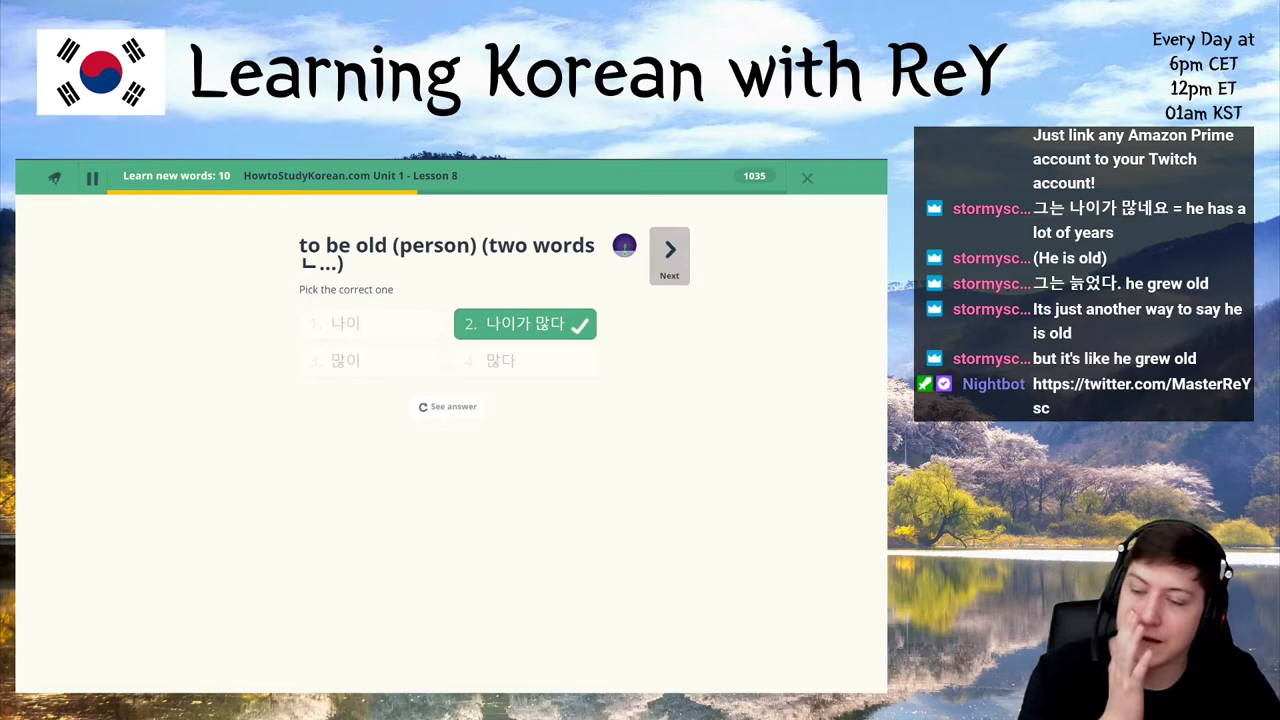 Learning Korean with ReY
Every Day at
6pm CET
12pm ET
01am KST
Learn new words: 10 HowtoStudyKorean.com Unit 1 - Lesson 8
1035
to be old (person) (two words
ㄴ...)
Next
Pick the correct one
1. 나이
2. 나이가 많다
3. 많이
4 많다
See answer
Just link any Amazon Prime
account to your Twitch
account!
stormysc... 그는 나이가 많네요 = he has a
lot of years
stormysc... (He is old)
stormysc... 그는 늙었다. he grew old
stormysc... Its just another way to say he
is old
stormysc... but it's like he grew old
Nightbot https://twitter.com/MasterReY
sc